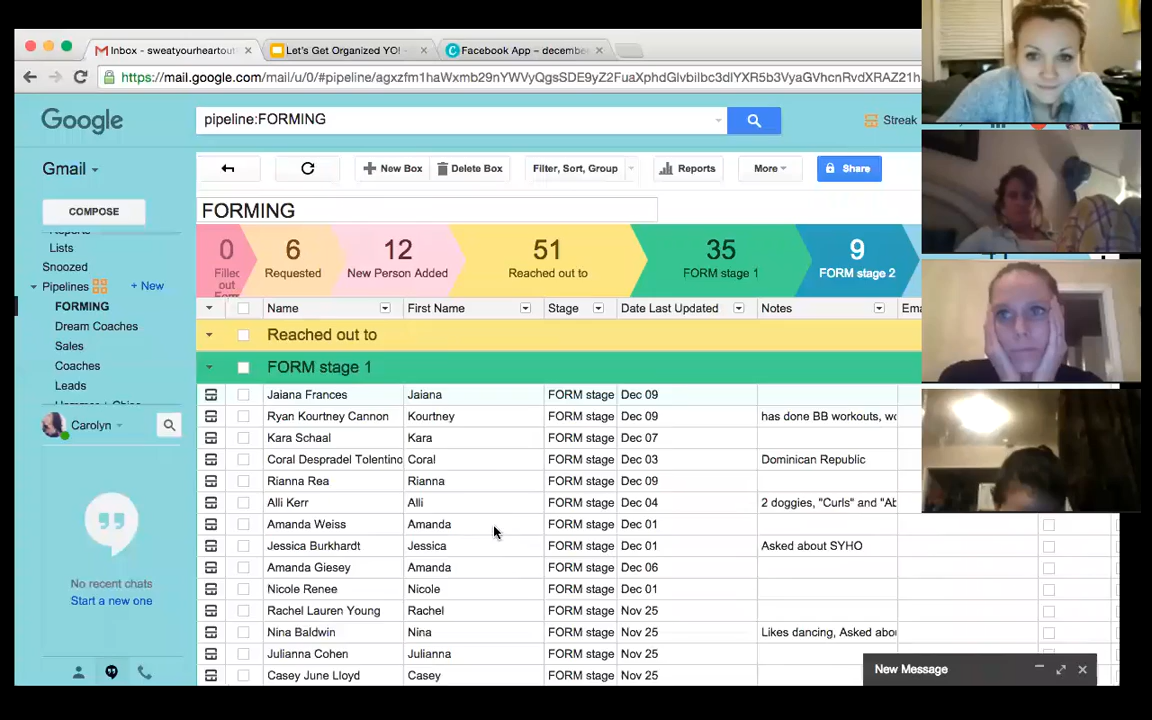 Inbox - sweatyourheartout
Let's Get Organized YO! -
Facebook App – decembe
https://mail.google.com/mail/u/0/#pipeline/
Google
pipeline:FORMING
Streak
Gmail
New Box
Delete Box
Filter, Sort, Group
Reports
More
Share
COMPOSE
FORMING
Reports
Lists
Snoozed
Pipelines
+ New
FORMING
Dream Coaches
Sales
Coaches
Leads
0 6 12 51 35 9
Filled out Requested New Person Added Reached out to FORM stage 1 FORM stage 2
Name First Name Stage Date Last Updated Notes Ema
Reached out to
FORM stage 1
Jaiana Frances Jaiana FORM stage Dec 09
Ryan Kourtney Cannon Kourtney FORM stage Dec 09 has done BB workouts, wo
Kara Schaal Kara FORM stage Dec 07
Coral Despradel Tolentino Coral FORM stage Dec 03 Dominican Republic
Rianna Rea Rianna FORM stage Dec 09
Alli Kerr Alli FORM stage Dec 04 2 doggies, "Curls" and "Ab
Amanda Weiss Amanda FORM stage Dec 01
Jessica Burkhardt Jessica FORM stage Dec 01 Asked about SYHO
Amanda Giesey Amanda FORM stage Dec 06
Nicole Renee Nicole FORM stage Dec 01
Rachel Lauren Young Rachel FORM stage Nov 25
Nina Baldwin Nina FORM stage Nov 25 Likes dancing, Asked abou
Julianna Cohen Julianna FORM stage Nov 25
Casey June Lloyd Casey FORM stage Nov 25
Carolyn
No recent chats
Start a new one
New Message